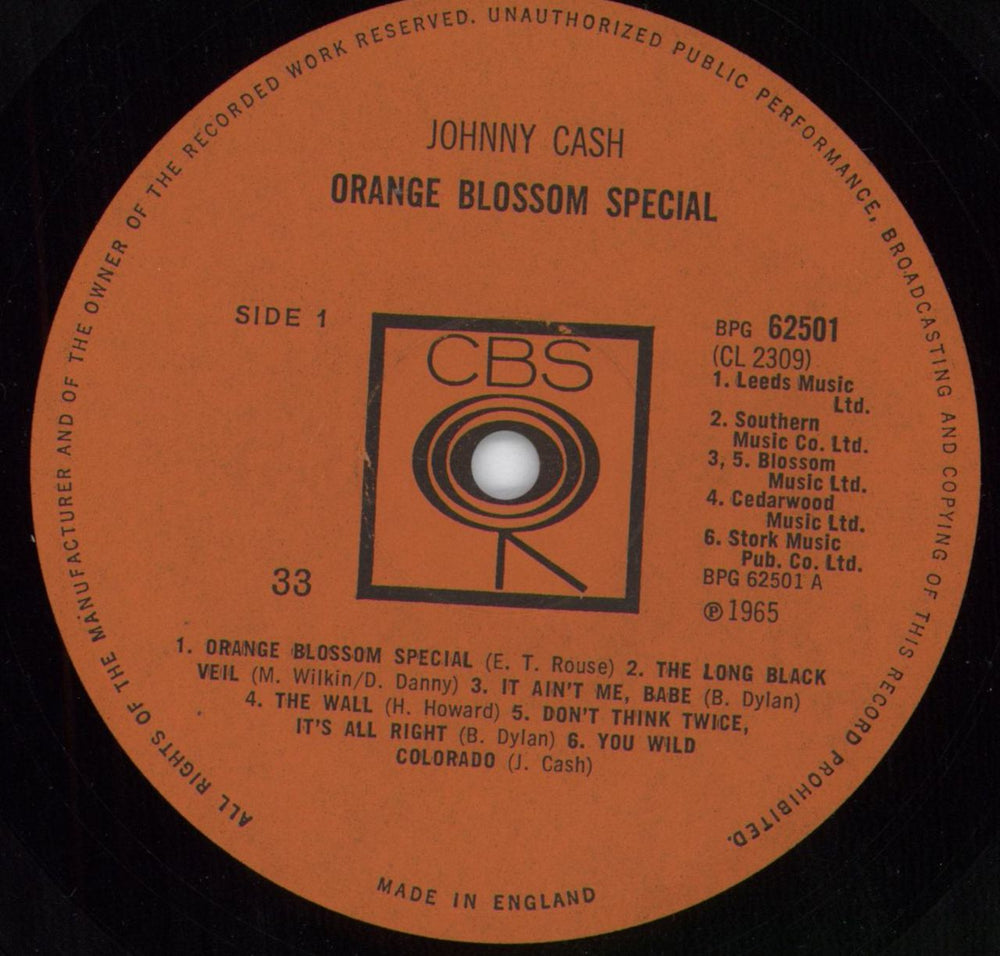 ALL RIGHTS OF THE MANUFACTURER AND OF THE OWNER OF THE RECORDED WORK RESERVED. UNAUTHORIZED PUBLIC PERFORMANCE, BROADCASTING AND COPYING OF THIS RECORD PROHIBITED.
JOHNNY CASH
ORANGE BLOSSOM SPECIAL
SIDE 1
CBS
33
BPG 62501
(CL 2309)
1. Leeds Music
Ltd.
2. Southern
Music Co. Ltd.
3, 5. Blossom
Music Ltd.
4. Cedarwood
Music Ltd.
6. Stork Music
Pub. Co. Ltd.
BPG 62501 A
℗ 1965
1. ORANGE BLOSSOM SPECIAL (E. T. Rouse) 2. THE LONG BLACK
VEIL (M. Wilkin/D. Danny) 3. IT AIN'T ME, BABE (B. Dylan)
4. THE WALL (H. Howard) 5. DON'T THINK TWICE,
IT'S ALL RIGHT (B. Dylan) 6. YOU WILD
COLORADO (J. Cash)
MADE IN ENGLAND